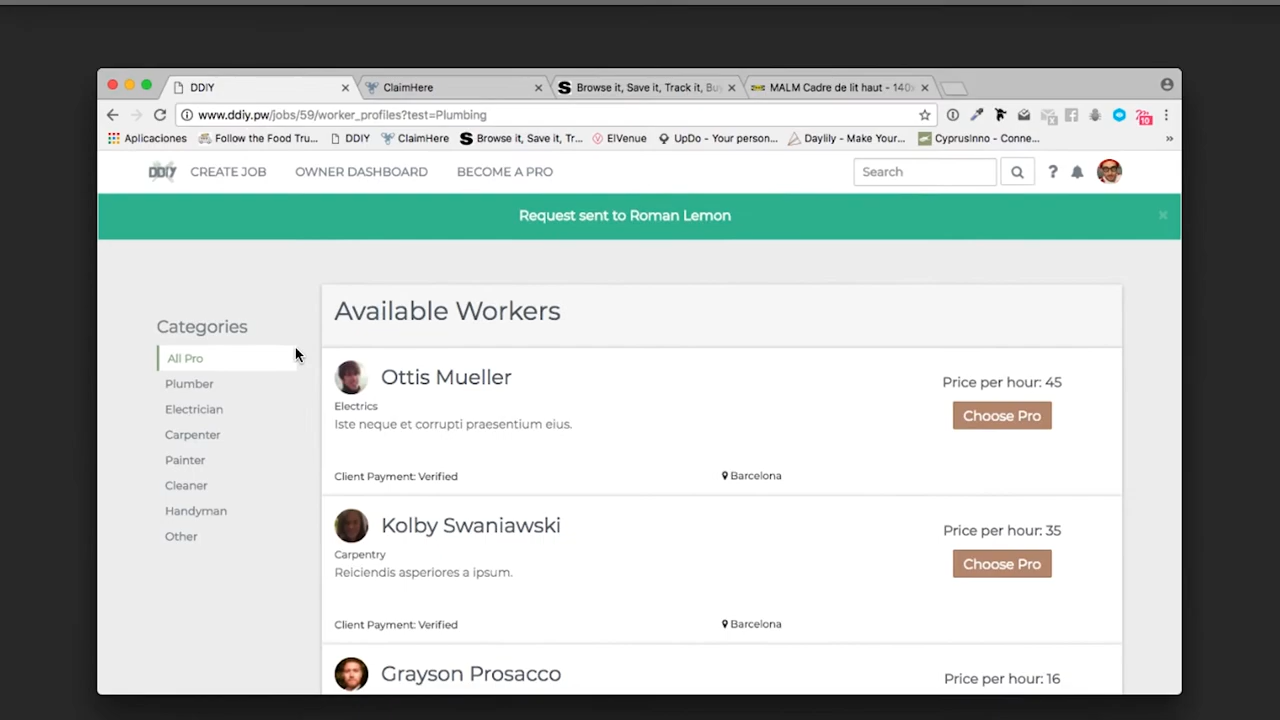 DDIY
ClaimHere
Browse it, Save it, Track it, Bu
MALM Cadre de lit haut - 140x
www.ddiy.pw/jobs/59/worker_profiles?test=Plumbing
Aplicaciones
Follow the Food Tru...
DDIY
ClaimHere
Browse it, Save it, Tr...
ElVenue
UpDo - Your person...
Daylily - Make Your...
CyprusInno - Conne...
»
DDIY
CREATE JOB
OWNER DASHBOARD
BECOME A PRO
Search
?
Request sent to Roman Lemon
×
Categories
All Pro
Plumber
Electrician
Carpenter
Painter
Cleaner
Handyman
Other
Available Workers
Ottis Mueller
Price per hour: 45
Electrics
Choose Pro
Iste neque et corrupti praesentium eius.
Client Payment: Verified
Barcelona
Kolby Swaniawski
Price per hour: 35
Carpentry
Choose Pro
Reiciendis asperiores a ipsum.
Client Payment: Verified
Barcelona
Grayson Prosacco
Price per hour: 16